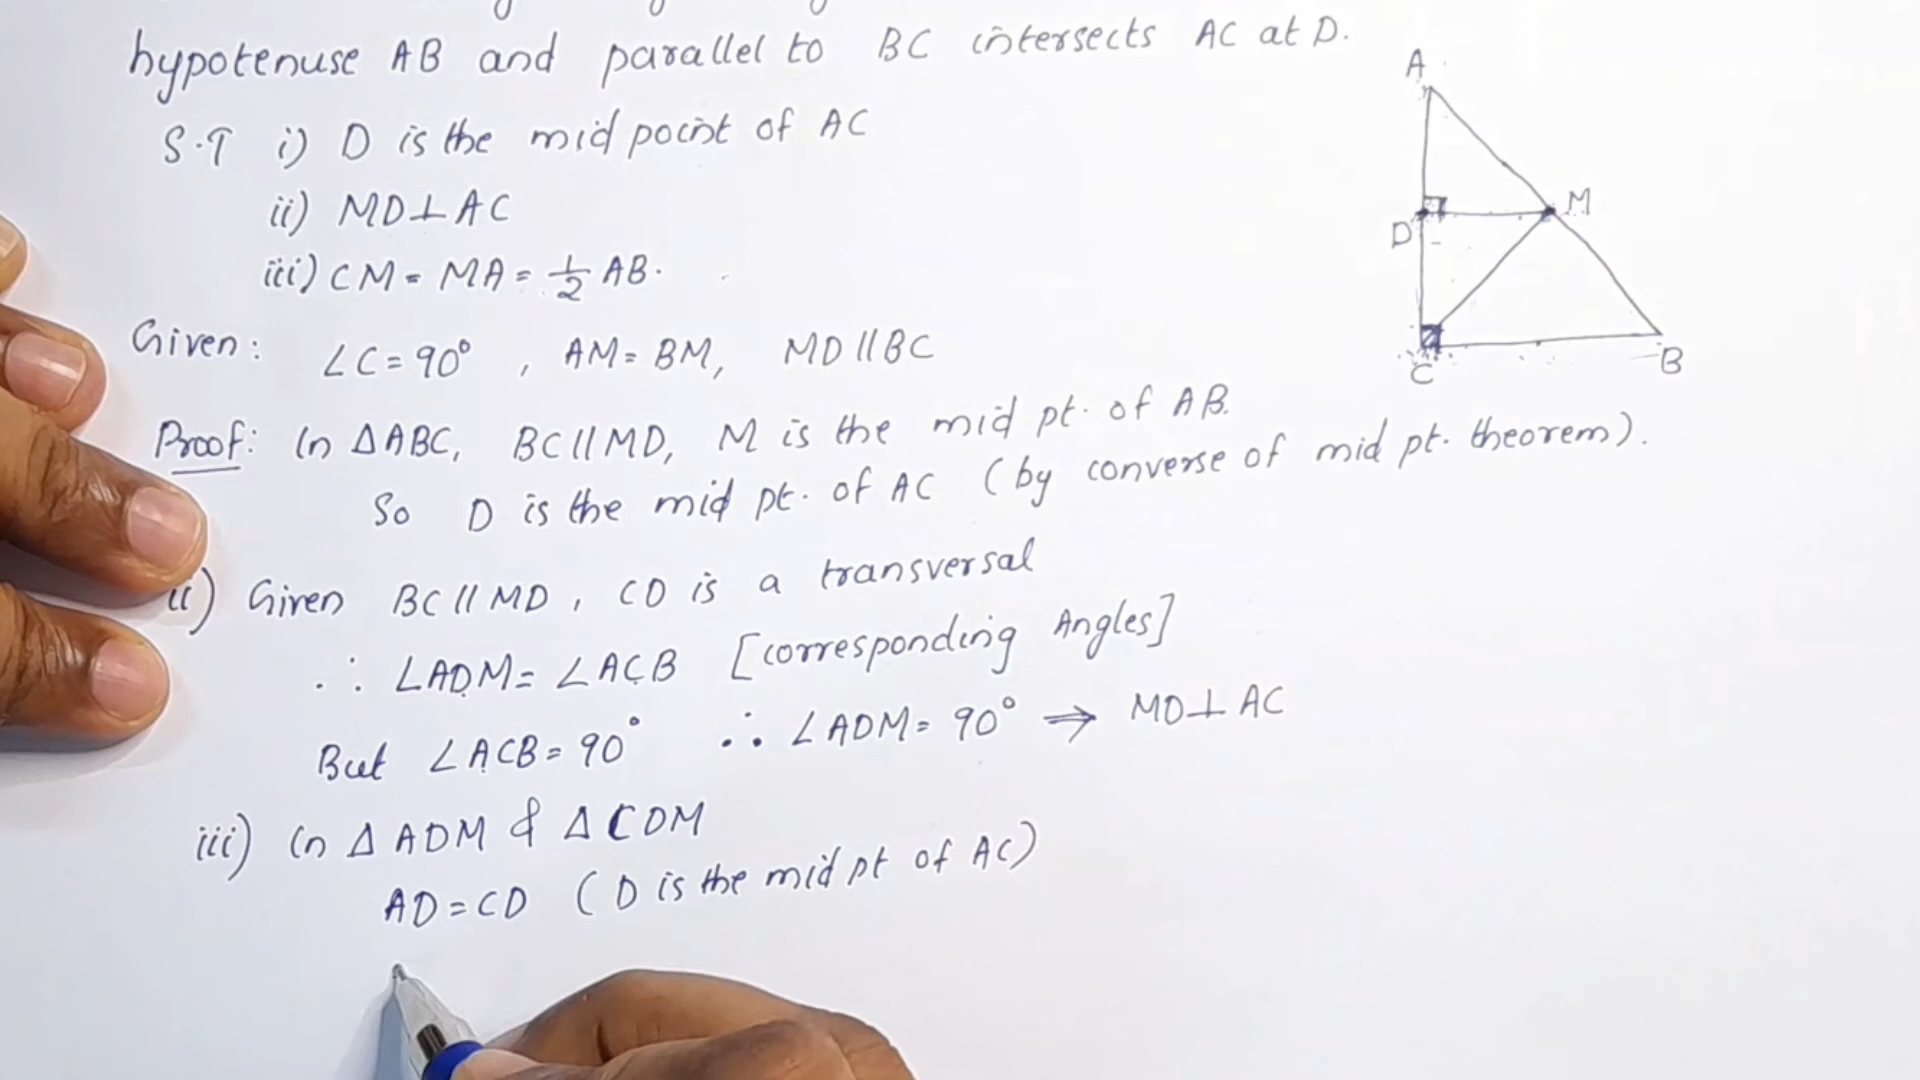 hypotenuse AB and parallel to BC intersects AC at D.
S.T i) D is the mid point of AC
ii) MD⊥AC
iii) CM = MA = 1/2 AB.
Given: ∠C = 90°, AM = BM, MD // BC
Proof: In ΔABC, BC // MD, M is the mid pt. of AB.
So D is the mid pt. of AC (by converse of mid pt. theorem).
ii) Given BC // MD, CD is a transversal
∴ ∠ADM = ∠ACB [corresponding Angles]
But ∠ACB = 90° ∴ ∠ADM = 90° ⇒ MD⊥AC
iii) In Δ ADM & Δ CDM
AD = CD (D is the mid pt of AC)
A
M
D
C
B